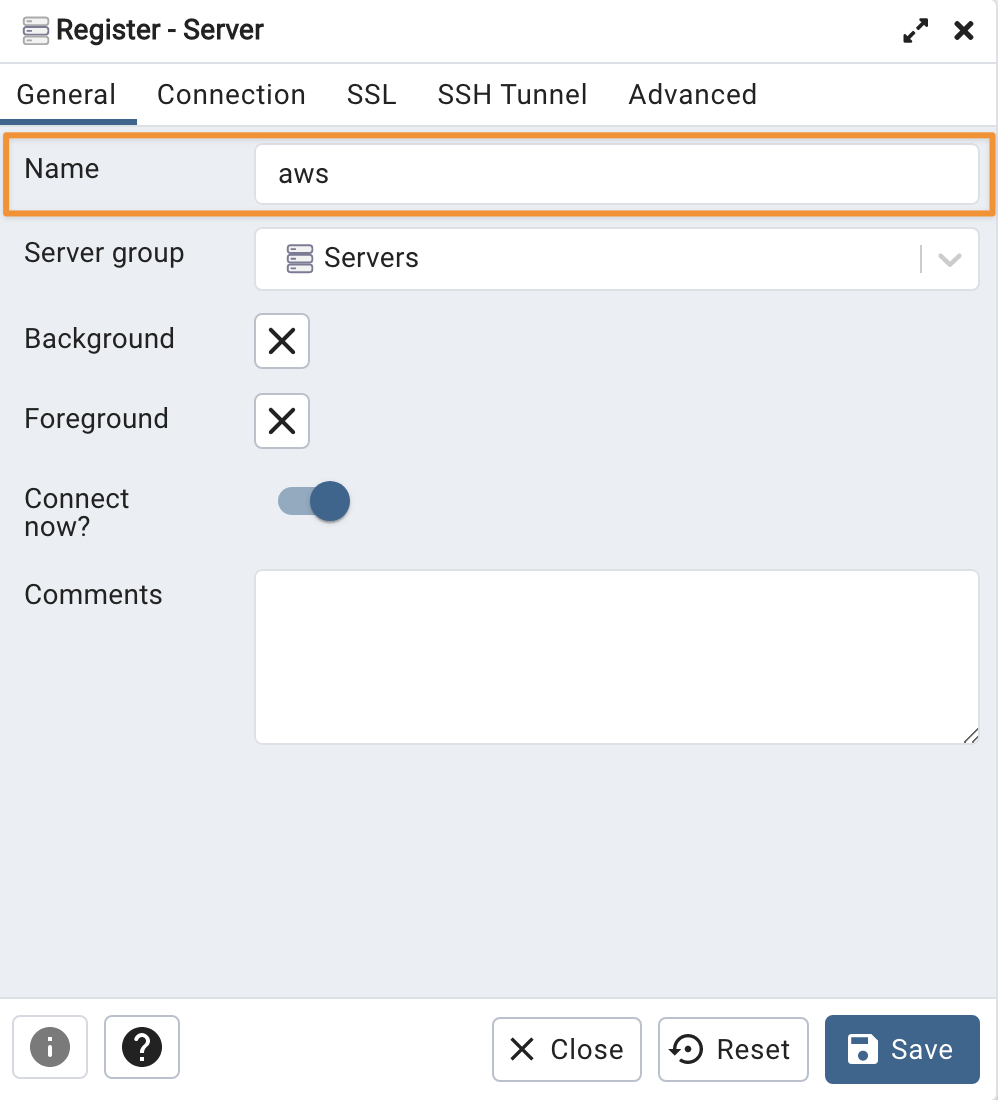 Register - Server
General Connection SSL SSH Tunnel Advanced
Name aws
Server group Servers
Background
Foreground
Connect
now?
Comments
Close Reset Save